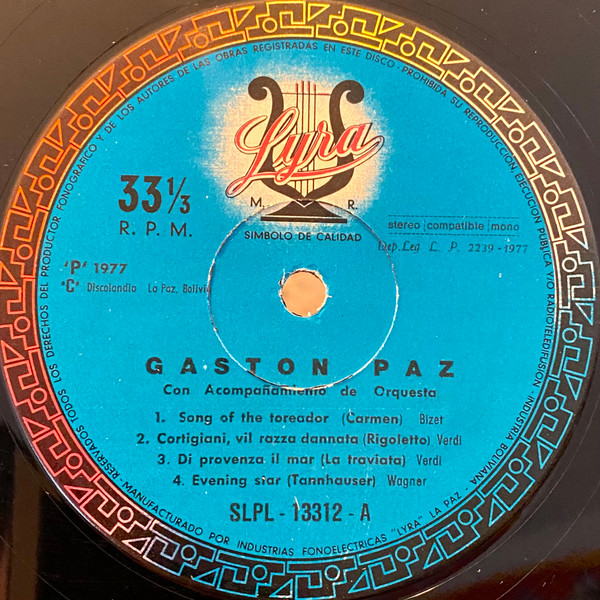 RESERVADOS TODOS LOS DERECHOS DEL PRODUCTOR FONOGRAFICO Y DE LOS AUTORES DE LAS OBRAS REGISTRADAS EN ESTE DISCO - PROHIBIDA SU REPRODUCCION, EJECUCION PUBLICA Y/O RADIOTELEDIFUSION - INDUSTRIA BOLIVIANA
Lyra
M. R.
SIMBOLO DE CALIDAD
33 1/3
R. P. M.
stereo compatible mono
Dep. Leg L. P. 2239-1977
"P" 1977
"C" Discolandia La Paz, Bolivi
GASTON PAZ
Con Acompañamiento de Orquesta
1. Song of the toreador (Carmen) Bizet
2. Cortigiani, vil razza dannata (Rigoletto) Verdi
3. Di provenza il mar (La traviata) Verdi
4. Evening star (Tannhauser) Wagner
SLPL - 13312 - A
MANUFACTURADO POR INDUSTRIAS FONOELECTRICAS "LYRA" LA PAZ -